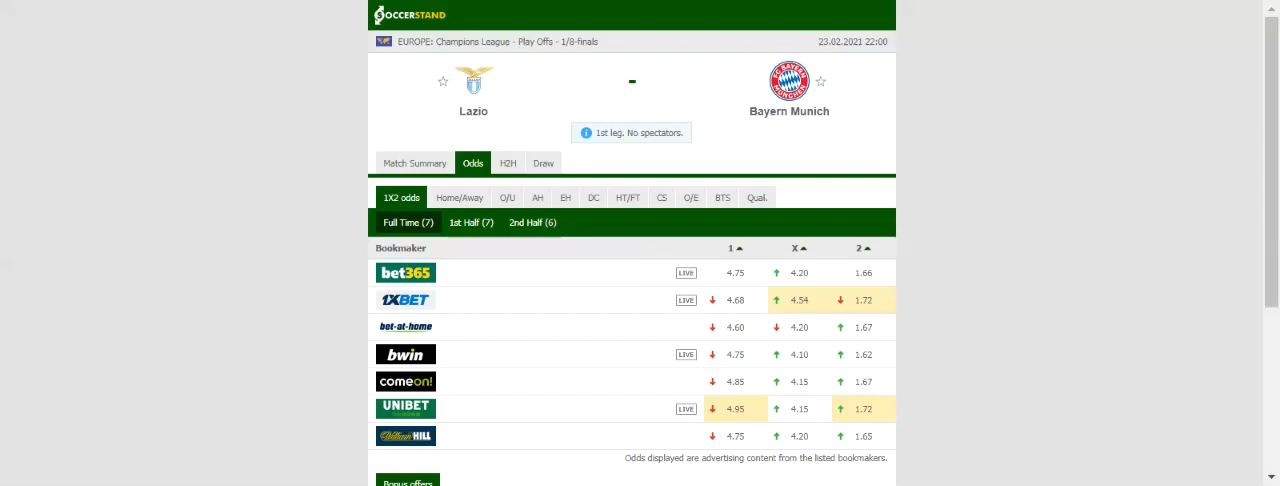 SOCCERSTAND
EUROPE: Champions League - Play Offs - 1/8-finals 23.02.2021 22:00
-
FC BAYERN MÜNCHEN
Lazio Bayern Munich
1st leg. No spectators.
Match Summary Odds H2H Draw
1X2 odds Home/Away O/U AH EH DC HT/FT CS O/E BTS Qual.
Full Time (7) 1st Half (7) 2nd Half (6)
Bookmaker 1 X 2
bet365 LIVE 4.75 4.20 1.66
1XBET LIVE 4.68 4.54 1.72
bet-at-home 4.60 4.20 1.67
bwin LIVE 4.75 4.10 1.62
comeon! 4.85 4.15 1.67
UNIBET LIVE 4.95 4.15 1.72
William HILL 4.75 4.20 1.65
Odds displayed are advertising content from the listed bookmakers.
Bonus offers